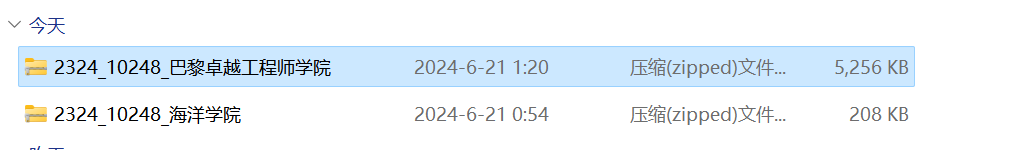 今天
2324_10248_巴黎卓越工程师学院 2024-6-21 1:20 压缩(zipped)文件... 5,256 KB
2324_10248_海洋学院 2024-6-21 0:54 压缩(zipped)文件... 208 KB